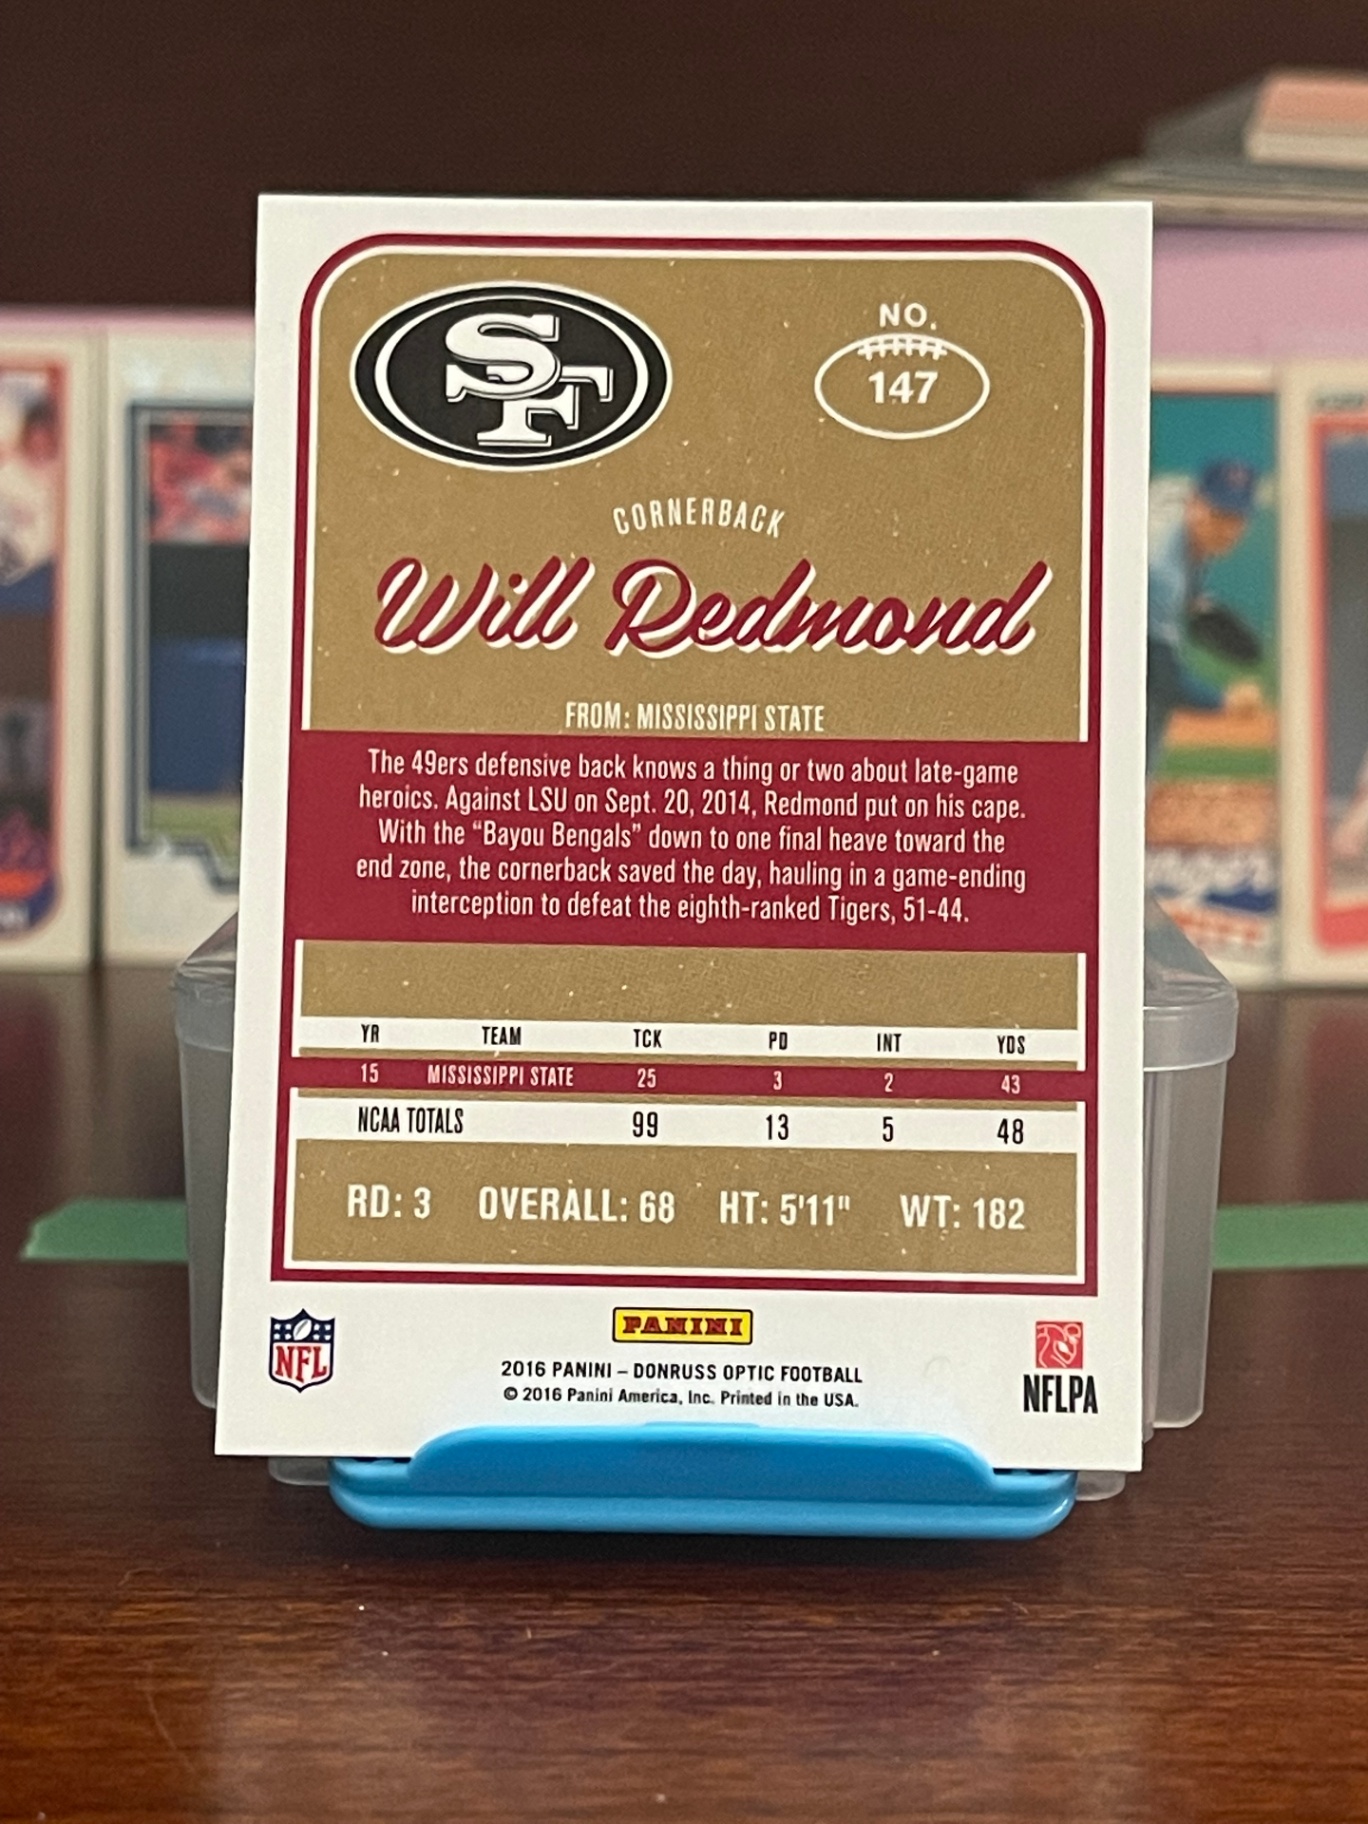 SF
NO.
147
CORNERBACK
Will Redmond
FROM: MISSISSIPPI STATE
The 49ers defensive back knows a thing or two about late-game
heroics. Against LSU on Sept. 20, 2014, Redmond put on his cape.
With the “Bayou Bengals” down to one final heave toward the
end zone, the cornerback saved the day, hauling in a game-ending
interception to defeat the eighth-ranked Tigers, 51-44.
YR TEAM TCK PD INT YDS
15 MISSISSIPPI STATE 25 3 2 43
NCAA TOTALS 99 13 5 48
RD: 3 OVERALL: 68 HT: 5'11" WT: 182
NFL
PANINI
2016 PANINI – DONRUSS OPTIC FOOTBALL
© 2016 Panini America, Inc. Printed in the USA.
NFLPA